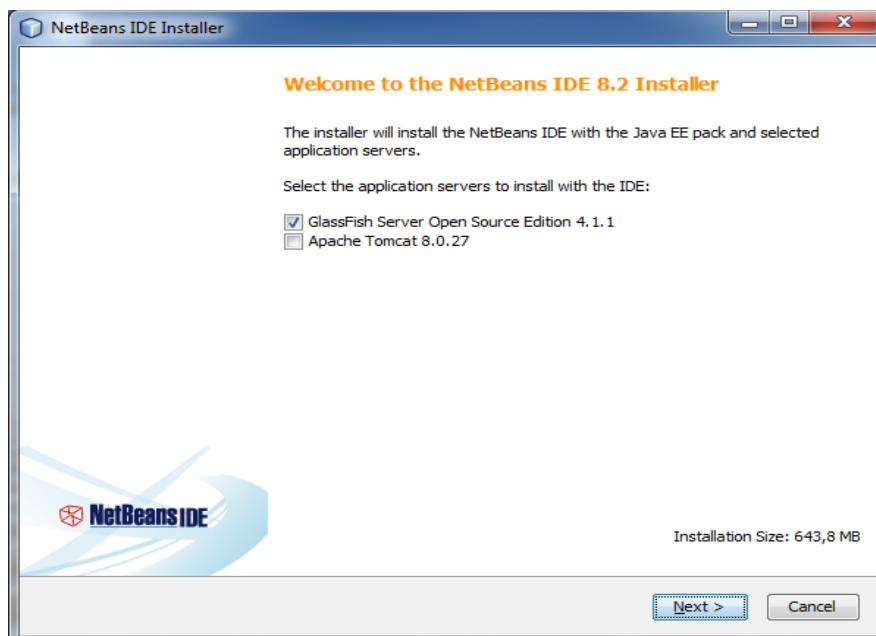 NetBeans IDE Installer
Welcome to the NetBeans IDE 8.2 Installer
The installer will install the NetBeans IDE with the Java EE pack and selected
application servers.
Select the application servers to install with the IDE:
GlassFish Server Open Source Edition 4.1.1
Apache Tomcat 8.0.27
NetBeans IDE
Installation Size: 643,8 MB
Next >
Cancel